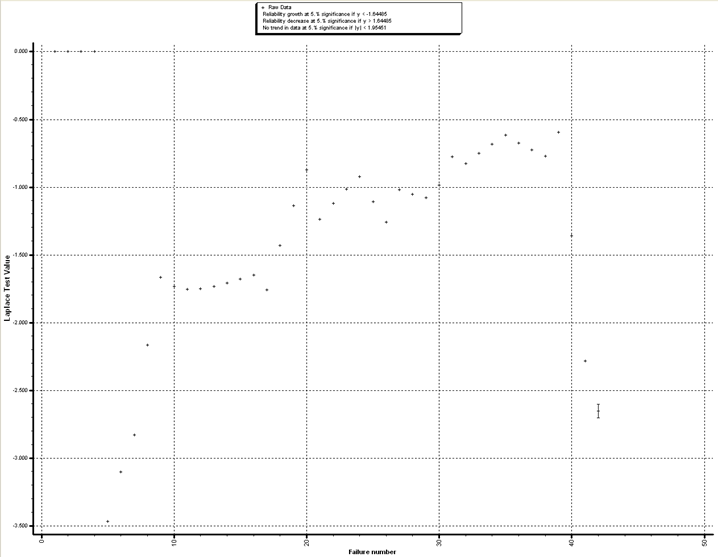 Raw Data
Reliability growth at 5.% significance if y < -1.64485
Reliability decrease at 5.% significance if y > 1.64485
No trend in data at 5.% significance if |y| < 1.95451
0.000
-0.500
-1.000
-1.500
-2.000
-2.500
-3.000
-3.500
Laplace Test Value
0
10
20
30
40
50
Failure number